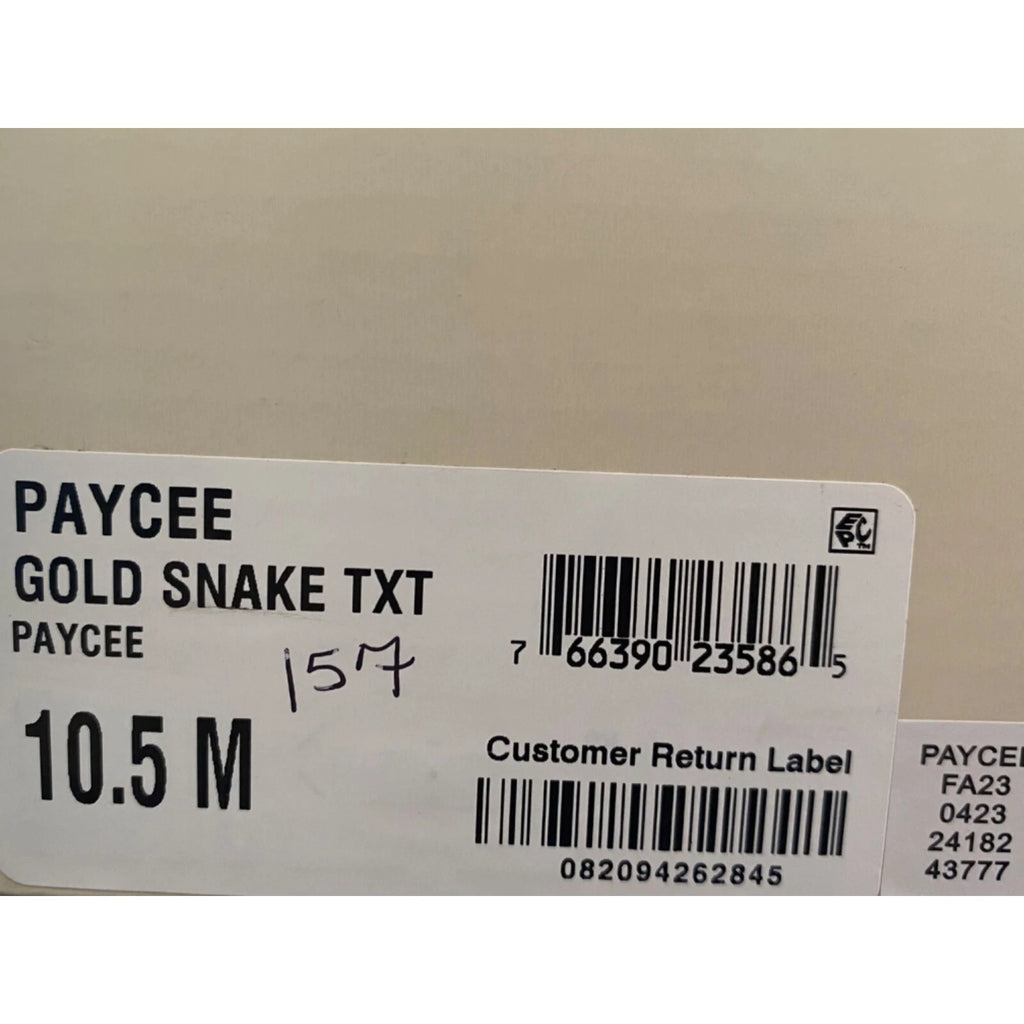 PAYCEE
GOLD SNAKE TXT
PAYCEE
157
10.5 M
EPC™
7 66390 23586 5
Customer Return Label
082094262845
PAYCEE
FA23
0423
24182
43777